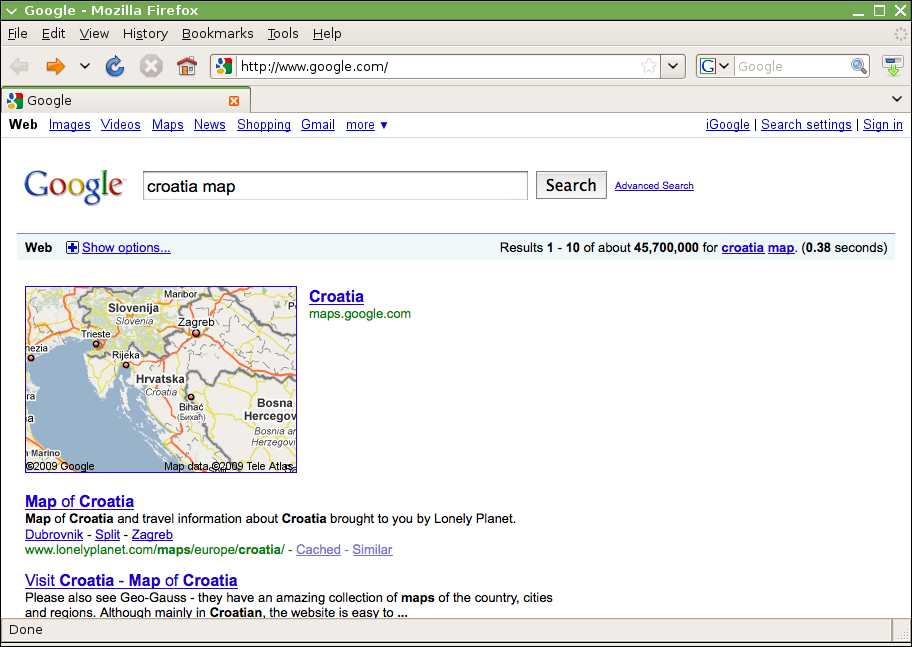 Google - Mozilla Firefox
File Edit View History Bookmarks Tools Help
http://www.google.com/ G Google
Google
Web Images Videos Maps News Shopping Gmail more ▼ iGoogle | Search settings | Sign in
Google croatia map Search Advanced Search
Web Show options... Results 1 - 10 of about 45,700,000 for croatia map. (0.38 seconds)
Croatia
maps.google.com
Maribor
Slovenija
Slovenia
Zagreb
Trieste
nezia
Rijeka
Hrvatska
Croatia
Bihać
(Бихаћ)
Bosna
Hercegov
Bosnia an
Herzegovi
ra
a
n Marino
©2009 Google Map data ©2009 Tele Atlas
Map of Croatia
Map of Croatia and travel information about Croatia brought to you by Lonely Planet.
Dubrovnik - Split - Zagreb
www.lonelyplanet.com/maps/europe/croatia/ - Cached - Similar
Visit Croatia - Map of Croatia
Please also see Geo-Gauss - they have an amazing collection of maps of the country, cities
and regions. Although mainly in Croatian, the website is easy to ...
Done